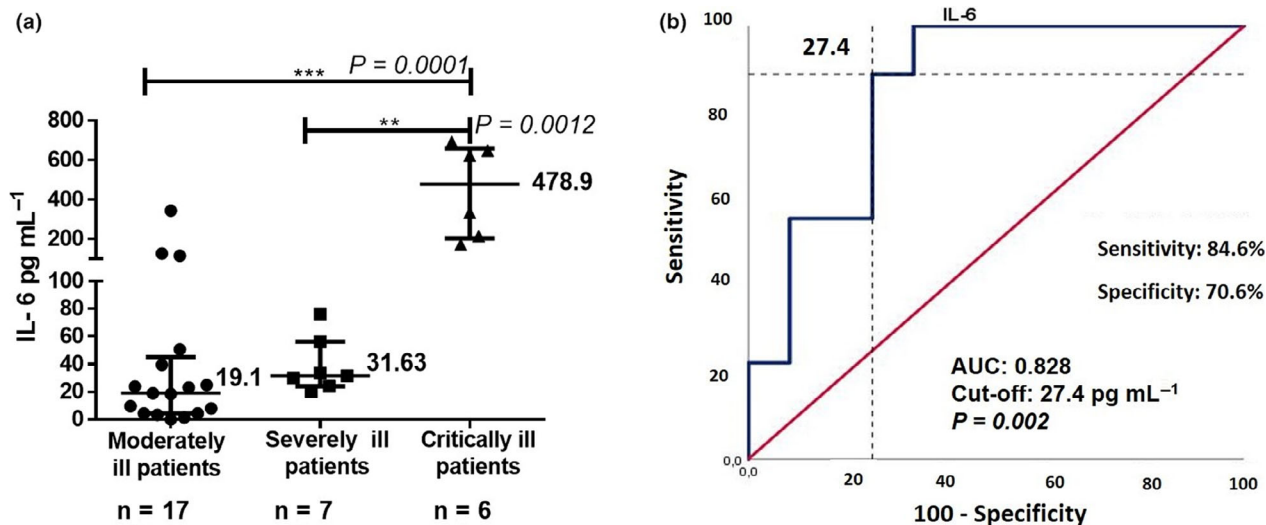 (a)
*** P = 0.0001
** P = 0.0012
IL- 6 pg mL⁻¹
800
600
400
200
100
80
60
40
20
0
19.1
31.63
478.9
Moderately
ill patients
Severely ill
patients
Critically ill
patients
n = 17
n = 7
n = 6
(b)
IL-6
27.4
Sensitivity
100
80
60
40
20
0,0
Sensitivity: 84.6%
Specificity: 70.6%
AUC: 0.828
Cut-off: 27.4 pg mL⁻¹
P = 0.002
0,0
20
40
60
80
100
100 - Specificity